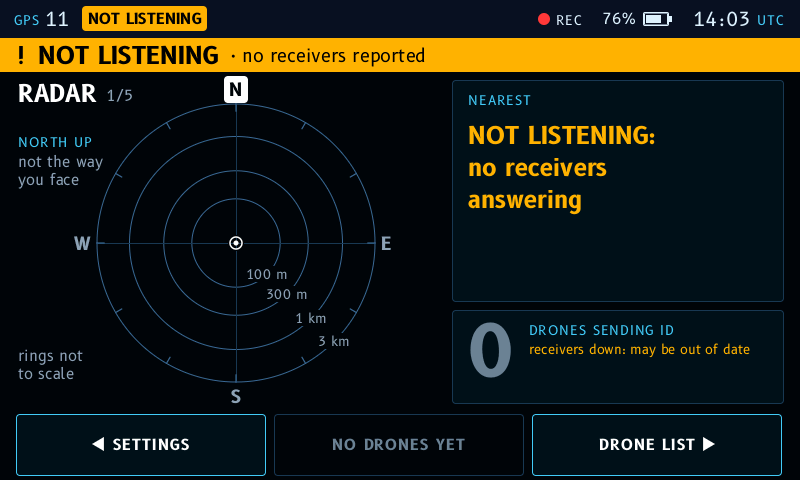 GPS 11 NOT LISTENING REC 76% 14:03 UTC
! NOT LISTENING · no receivers reported
RADAR 1/5
N
NORTH UP
not the way
you face
W
E
100 m
300 m
1 km
3 km
rings not
to scale
S
NEAREST
NOT LISTENING:
no receivers
answering
0
DRONES SENDING ID
receivers down: may be out of date
◀ SETTINGS
NO DRONES YET
DRONE LIST ▶